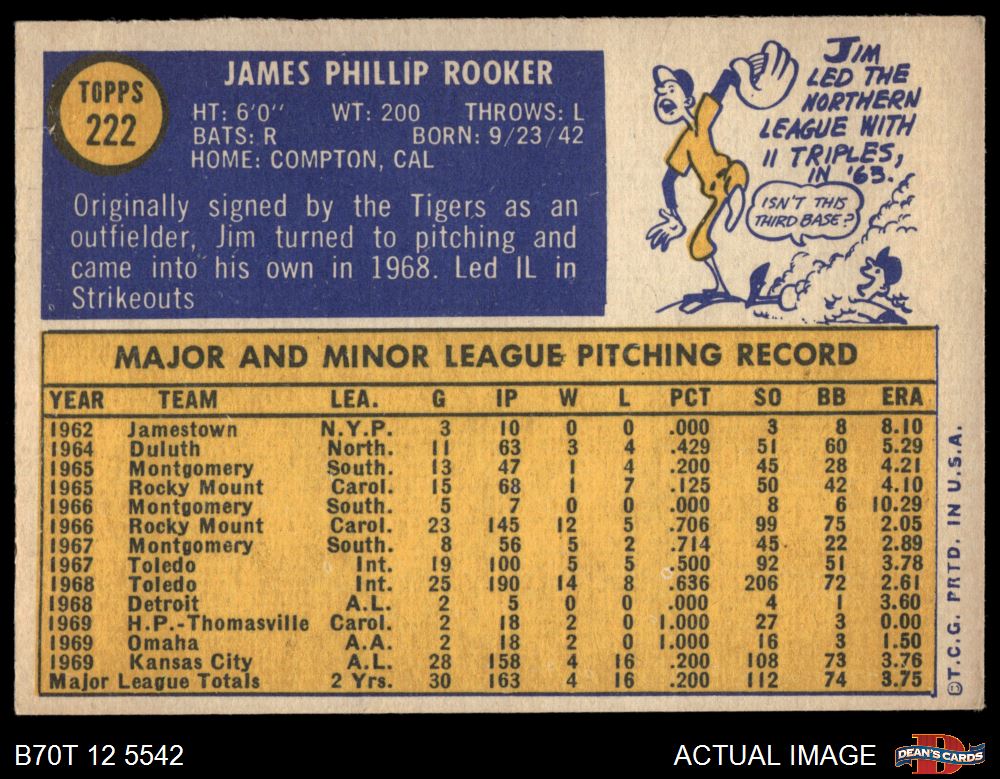 TOPPS
222
JAMES PHILLIP ROOKER
HT: 6'0" WT: 200 THROWS: L
BATS: R BORN: 9/23/42
HOME: COMPTON, CAL
Originally signed by the Tigers as an
outfielder, Jim turned to pitching and
came into his own in 1968. Led IL in
Strikeouts
JIM
LED THE
NORTHERN
LEAGUE WITH
11 TRIPLES,
IN '63.
ISN'T THIS
THIRD BASE?
MAJOR AND MINOR LEAGUE PITCHING RECORD
YEAR TEAM LEA. G IP W L PCT SO BB ERA
1962 Jamestown N.Y.P. 3 10 0 0 .000 3 8 8.10
1964 Duluth North. 11 63 3 4 .429 51 60 5.29
1965 Montgomery South. 13 47 1 4 .200 45 28 4.21
1965 Rocky Mount Carol. 15 68 1 7 .125 50 42 4.10
1966 Montgomery South. 5 7 0 0 .000 8 6 10.29
1966 Rocky Mount Carol. 23 145 12 5 .706 99 75 2.05
1967 Montgomery South. 8 56 5 2 .714 45 22 2.89
1967 Toledo Int. 19 100 5 5 .500 92 51 3.78
1968 Toledo Int. 25 190 14 8 .636 206 72 2.61
1968 Detroit A.L. 2 5 0 0 .000 4 1 3.60
1969 H.P.-Thomasville Carol. 2 18 2 0 1.000 27 3 0.00
1969 Omaha A.A. 2 18 2 0 1.000 16 3 1.50
1969 Kansas City A.L. 28 158 4 16 .200 108 73 3.76
Major League Totals 2 Yrs. 30 163 4 16 .200 112 74 3.75
©T.C.G. PRTD. IN U.S.A.
B70T 12 5542
ACTUAL IMAGE
D
DEAN'S CARDS